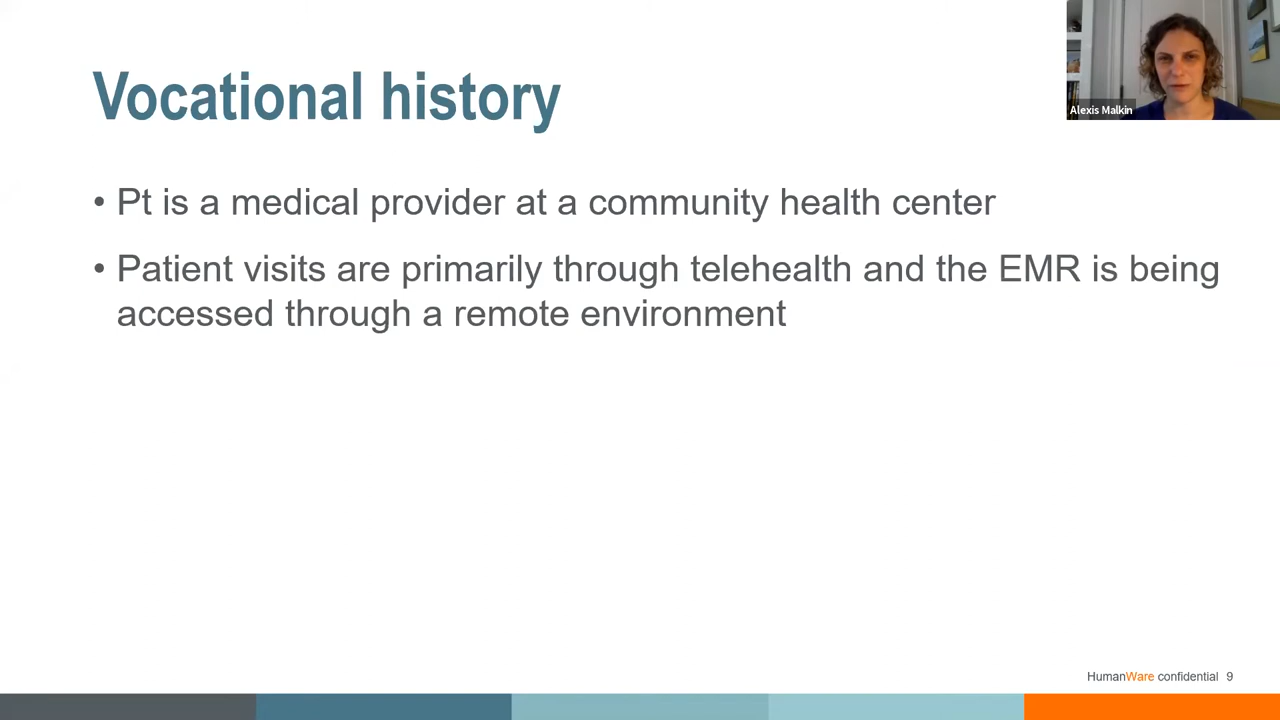 Vocational history
Alexis Malkin
• Pt is a medical provider at a community health center
• Patient visits are primarily through telehealth and the EMR is being
accessed through a remote environment
HumanWare confidential 9